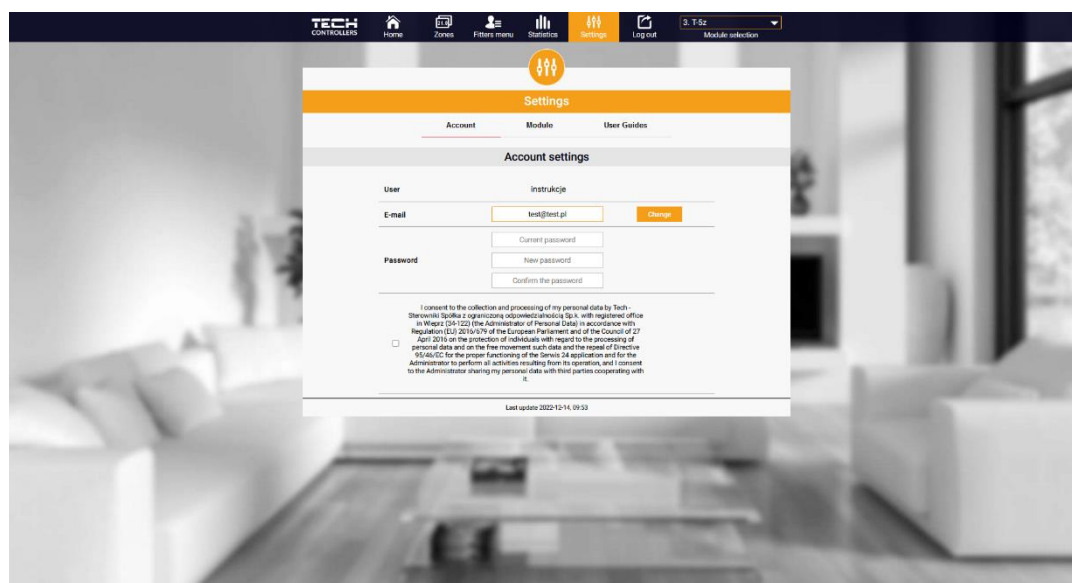 TECH
CONTROLLERS
Home
Zones
Fitters menu
Statistics
Settings
Log out
3. T-5z
Module selection
Settings
Account
Module
User Guides
Account settings
User
instrukcje
E-mail
test@test.pl
Change
Password
Current password
New password
Confirm the password
I consent to the collection and processing of my personal data by Tech -
Sterowniki Spółka z ograniczoną odpowiedzialnością Sp.k. with registered office
in Wieprz (34-122) (the Administrator of Personal Data) in accordance with
Regulation (EU) 2016/679 of the European Parliament and of the Council of 27
April 2016 on the protection of individuals with regard to the processing of
personal data and on the free movement such data and the repeal of Directive
95/46/EC for the proper functioning of the Serwis 24 application and for the
Administrator to perform all activities resulting from its operation, and I consent
to the Administrator sharing my personal data with third parties cooperating with
it.
Last update 2022-12-14, 09:53